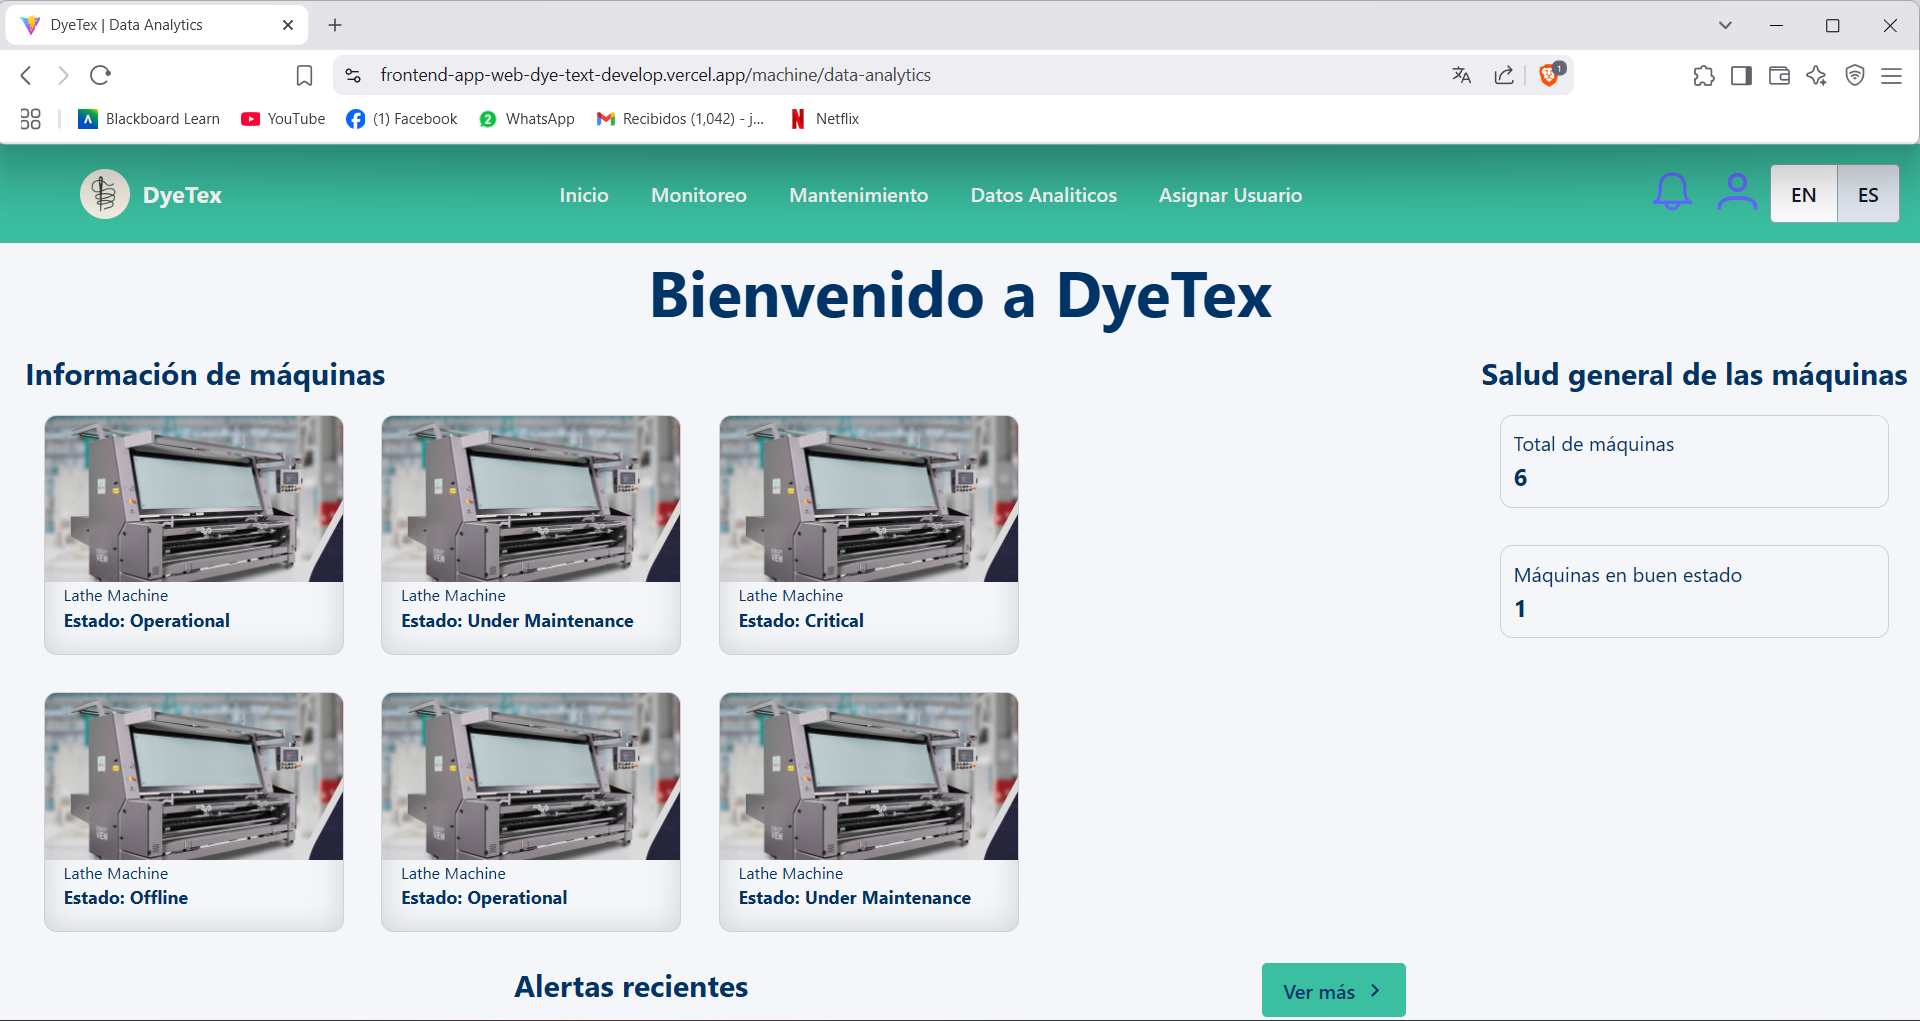 DyeTex | Data Analytics
frontend-app-web-dye-text-develop.vercel.app/machine/data-analytics
1
Blackboard Learn
YouTube
(1) Facebook
2
WhatsApp
Recibidos (1,042) - j...
Netflix
DyeTex
Inicio
Monitoreo
Mantenimiento
Datos Analiticos
Asignar Usuario
EN
ES
Bienvenido a DyeTex
Información de máquinas
Salud general de las máquinas
Lathe Machine
Estado: Operational
Lathe Machine
Estado: Under Maintenance
Lathe Machine
Estado: Critical
Total de máquinas
6
Máquinas en buen estado
1
Lathe Machine
Estado: Offline
Lathe Machine
Estado: Operational
Lathe Machine
Estado: Under Maintenance
Alertas recientes
Ver más